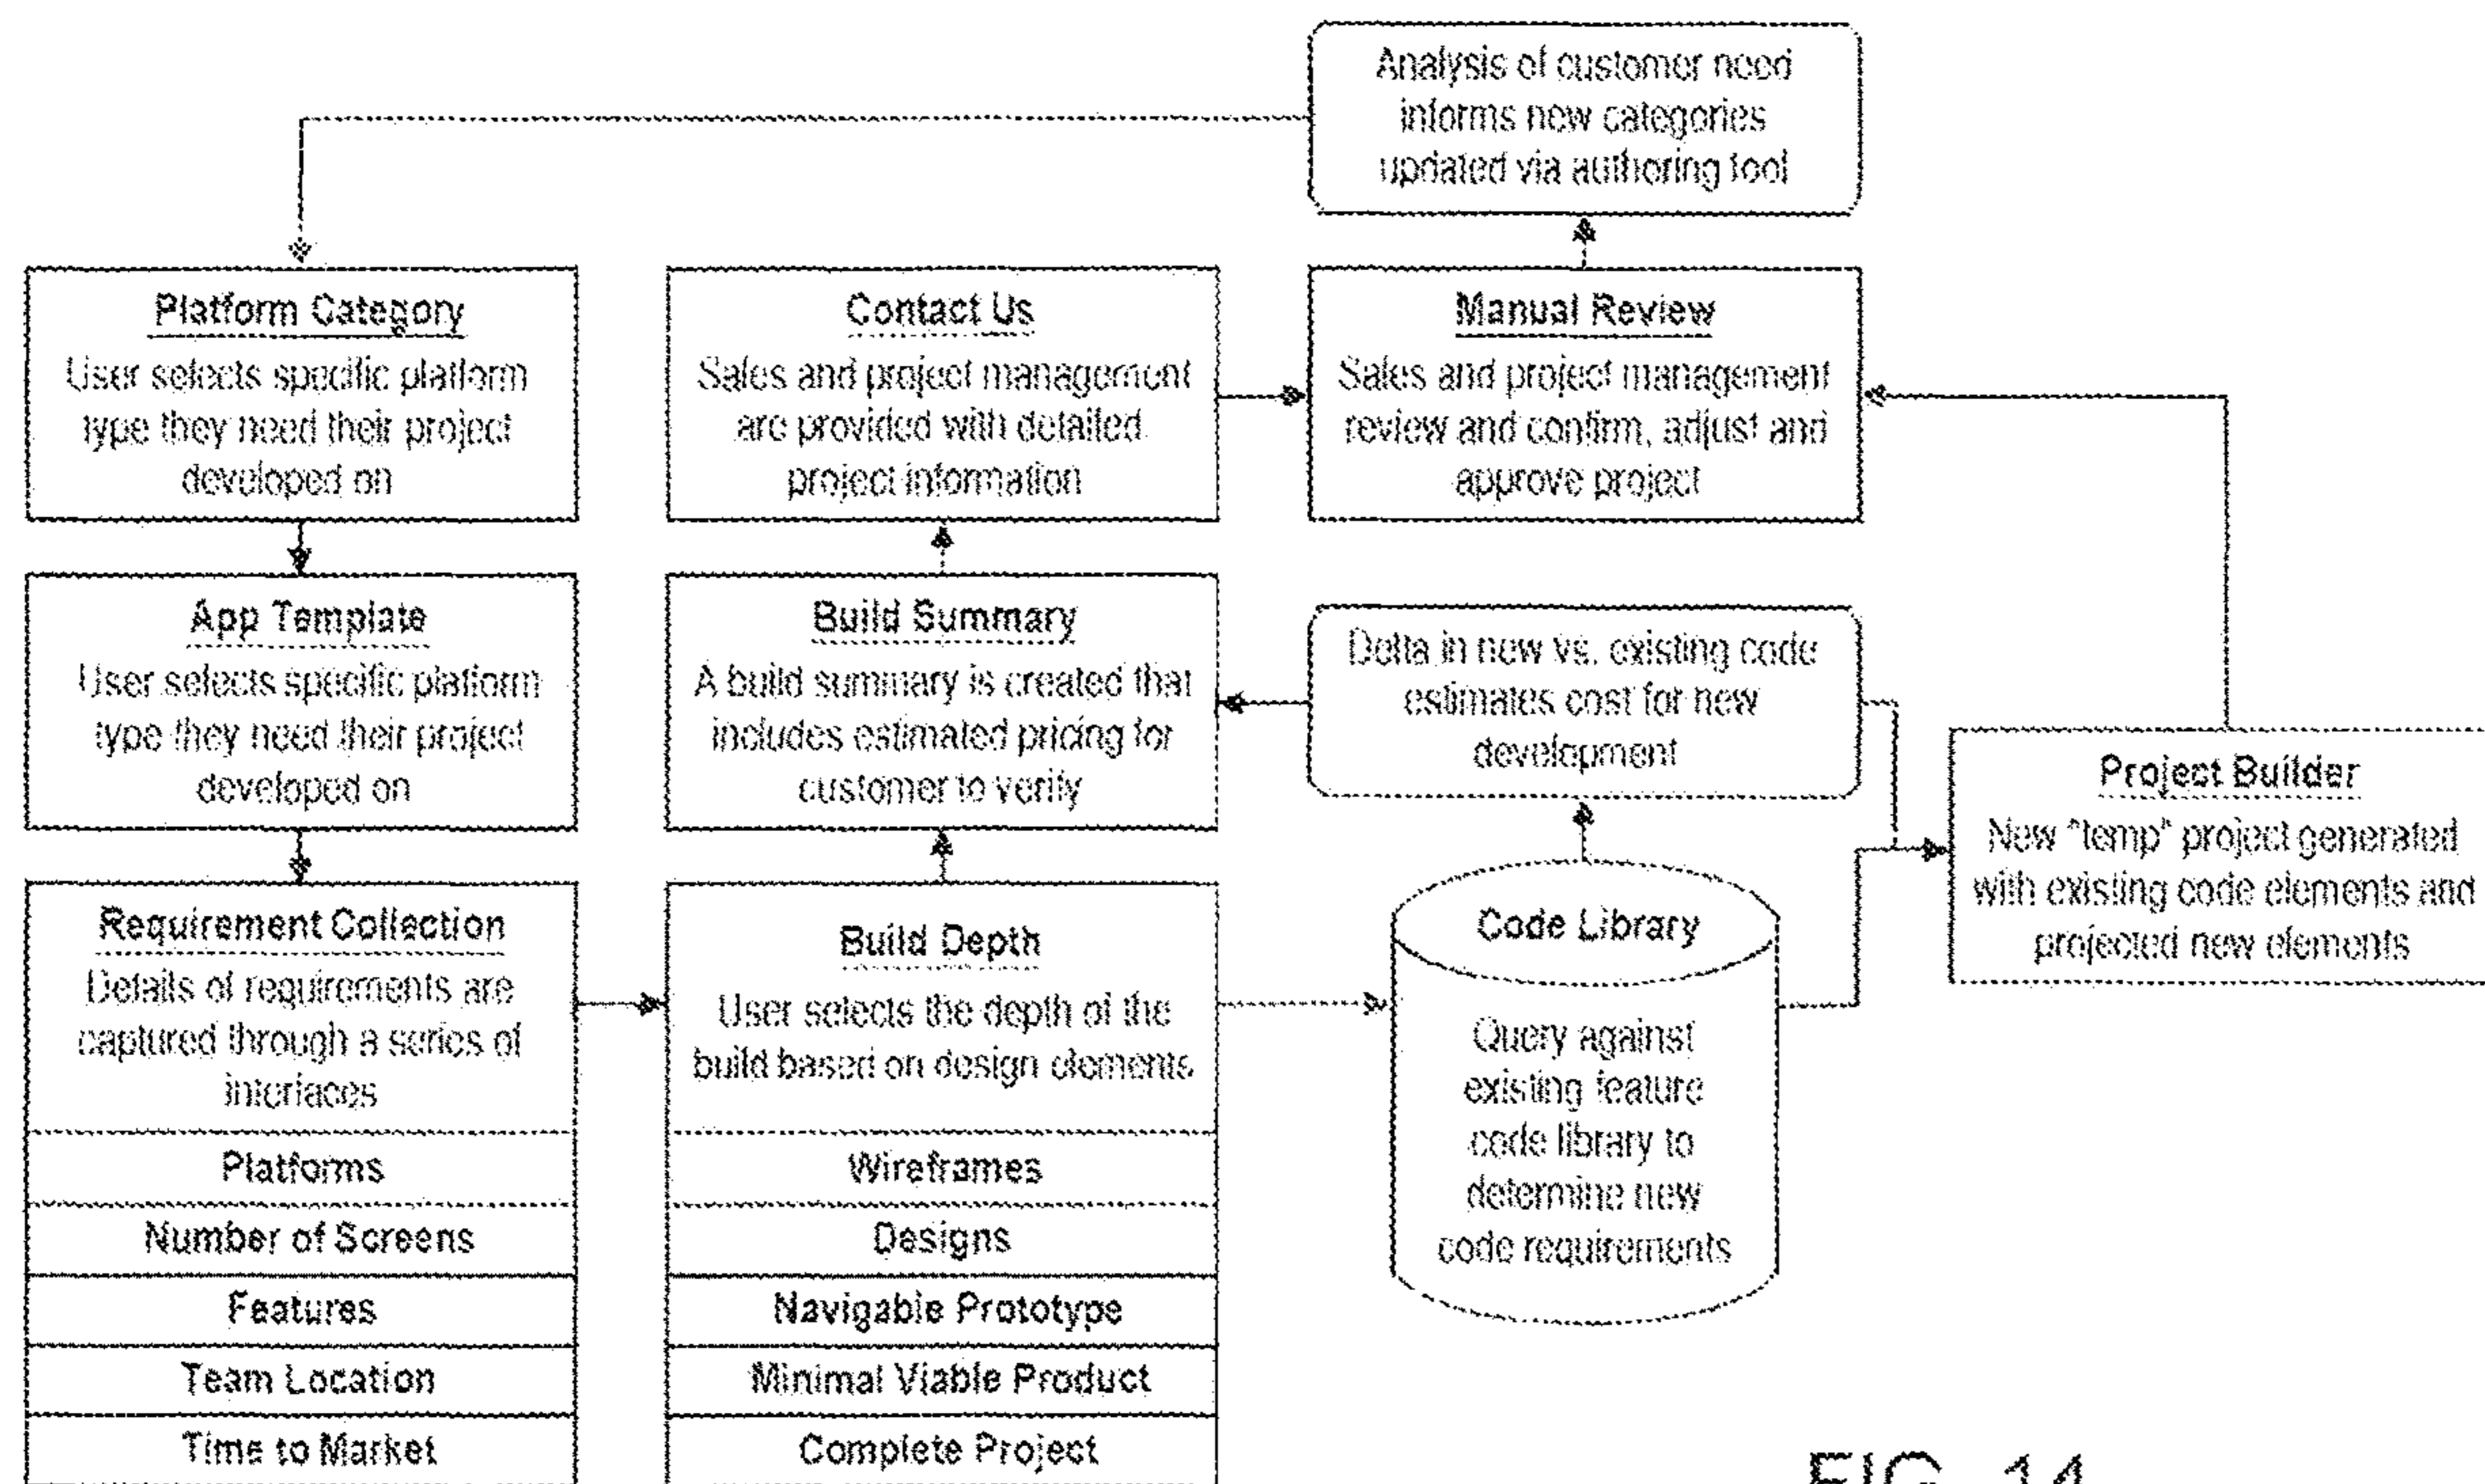 Analysis of customer need
informs new categories
updated via authoring tool
Platform Category
User selects specific platform
type they need their project
developed on
Contact Us
Sales and project management
are provided with detailed
project information
Manual Review
Sales and project management
review and confirm, adjust and
approve project
App Template
User selects specific platform
type they need their project
developed on
Build Summary
A build summary is created that
includes estimated pricing for
customer to verify
Delta in new vs. existing code
estimates cost for new
development
Project Builder
New "temp" project generated
with existing code elements and
projected new elements
Requirement Collection
Details of requirements are
captured through a series of
interfaces
Platforms
Number of Screens
Features
Team Location
Time to Market
Build Depth
User selects the depth of the
build based on design elements
Wireframes
Designs
Navigable Prototype
Minimal Viable Product
Complete Project
Code Library
Query against
existing feature
code library to
determine new
code requirements
FIG. 14